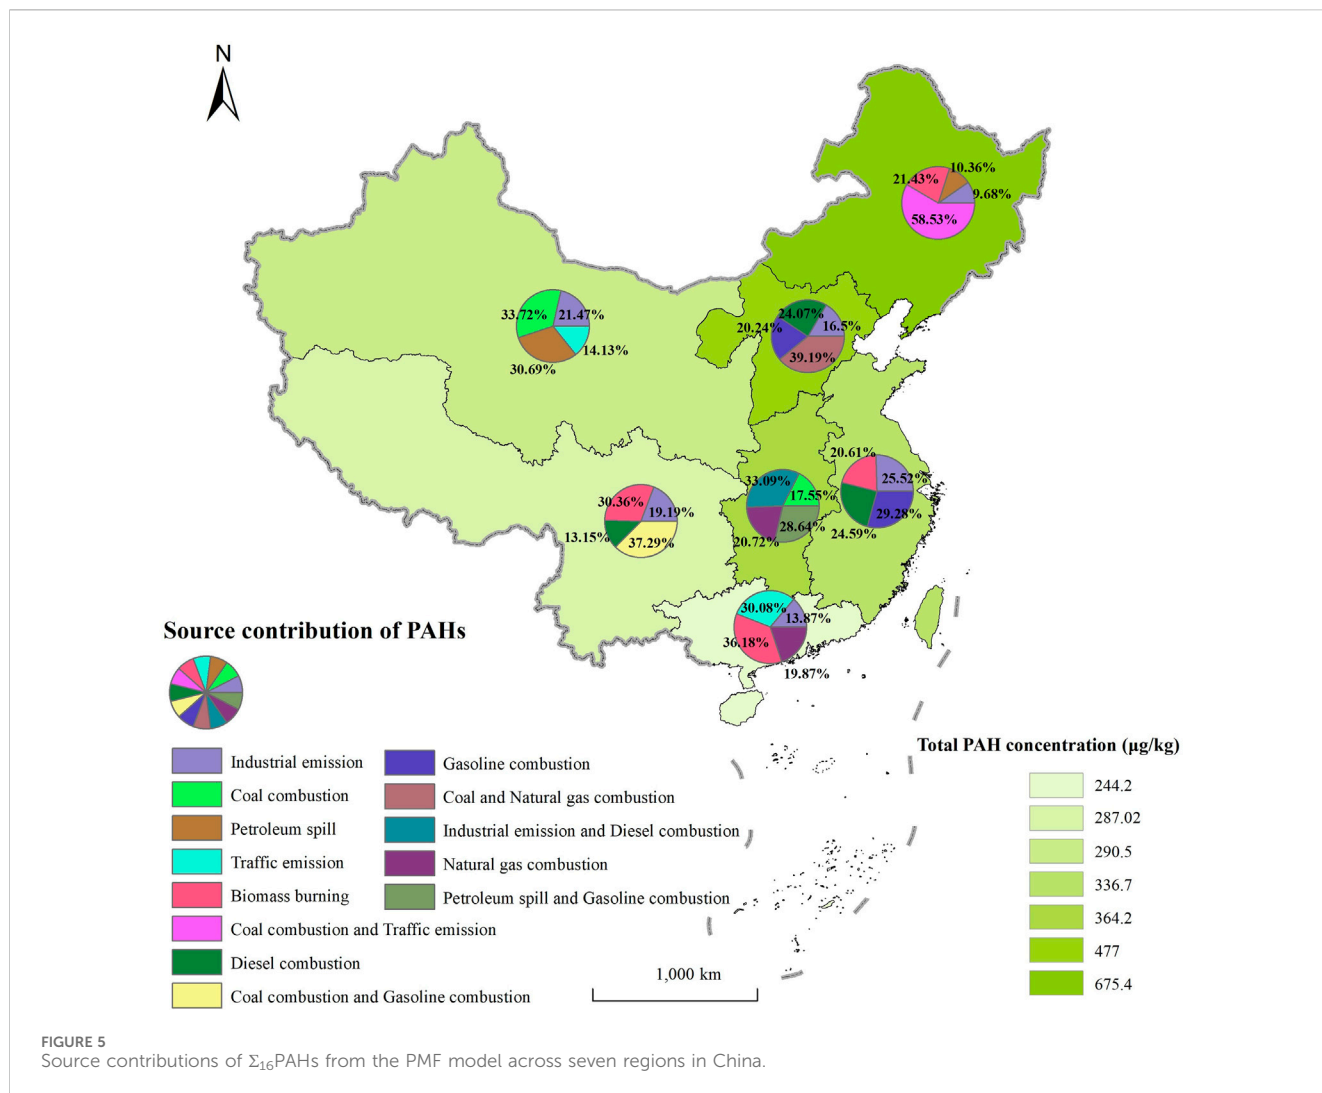 N
21.43%
10.36%
9.68%
58.53%
33.72%
21.47%
14.13%
30.69%
24.07%
20.24%
16.5%
39.19%
20.61%
25.52%
29.28%
24.59%
33.09%
17.55%
28.64%
20.72%
30.36%
19.19%
13.15%
37.29%
30.08%
13.87%
36.18%
19.87%
Source contribution of PAHs
Industrial emission
Coal combustion
Petroleum spill
Traffic emission
Biomass burning
Coal combustion and Traffic emission
Diesel combustion
Coal combustion and Gasoline combustion
Gasoline combustion
Coal and Natural gas combustion
Industrial emission and Diesel combustion
Natural gas combustion
Petroleum spill and Gasoline combustion
1,000 km
Total PAH concentration (μg/kg)
244.2
287.02
290.5
336.7
364.2
477
675.4
FIGURE 5
Source contributions of Σ₁₆PAHs from the PMF model across seven regions in China.